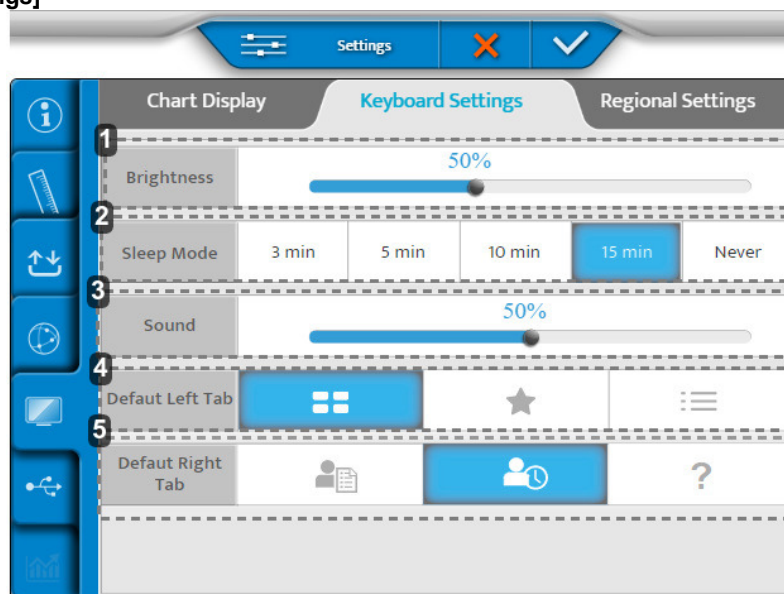 Settings
Chart Display Keyboard Settings Regional Settings
1
50%
Brightness
2
Sleep Mode 3 min 5 min 10 min 15 min Never
3
50%
Sound
4
Defaut Left Tab
5
Defaut Right
Tab
?